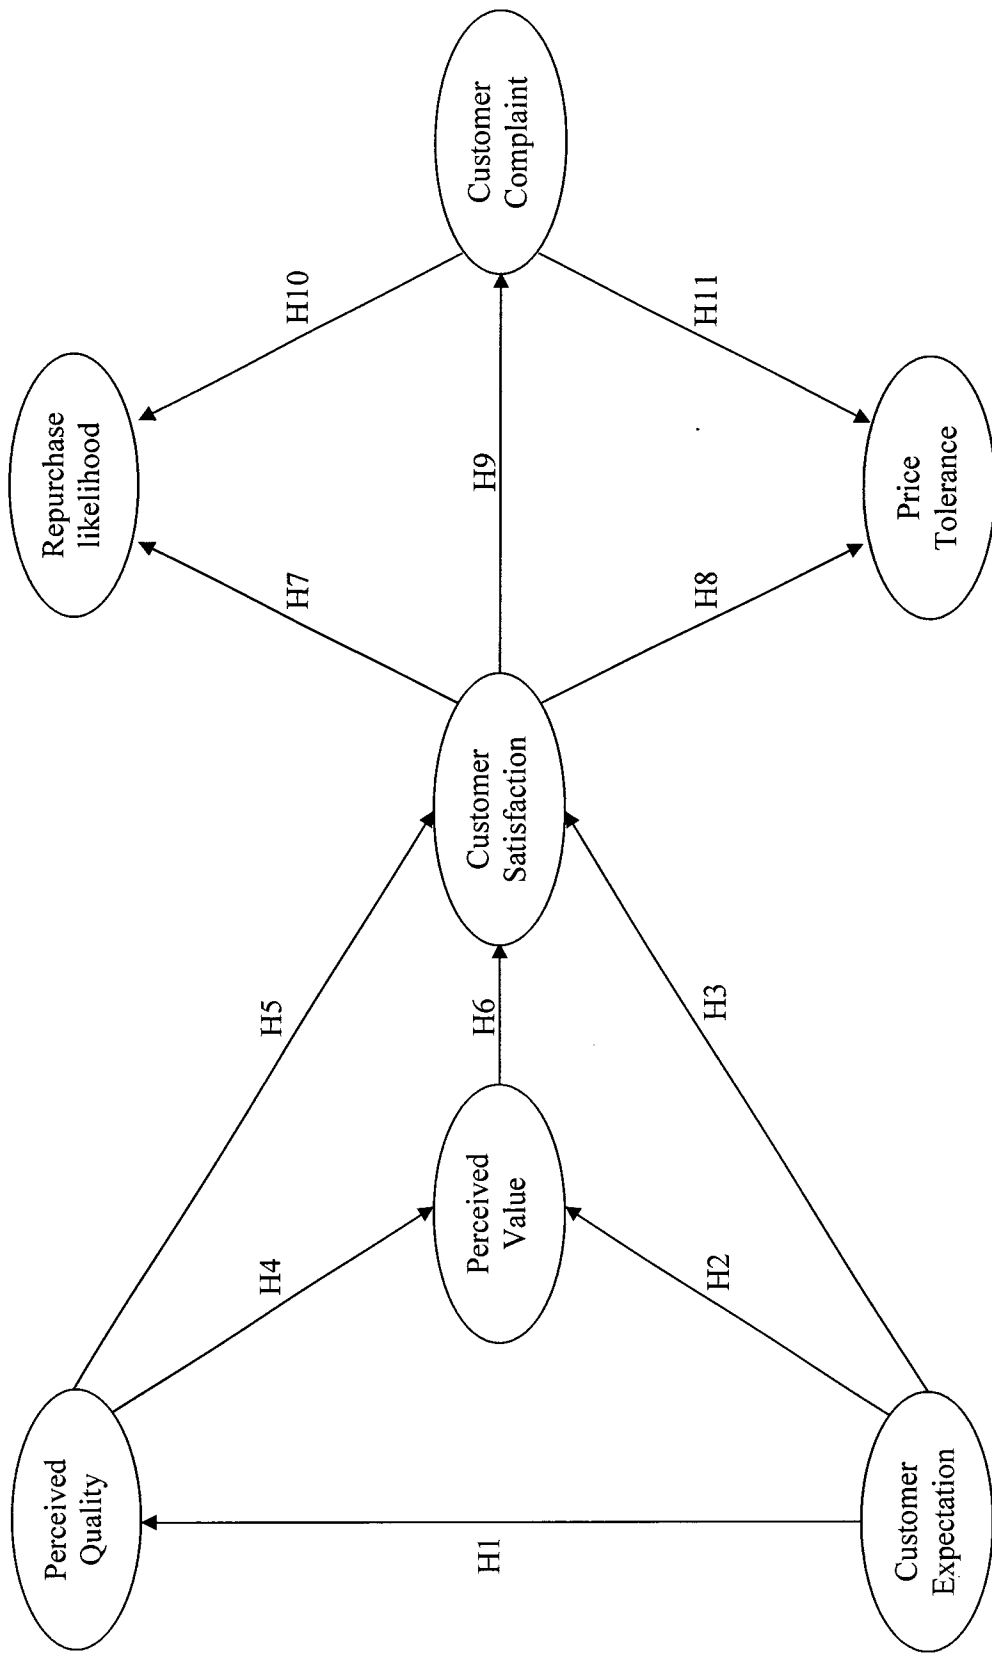 Perceived
Quality
H1
Customer
Expectation
H4
H5
H2
H3
Perceived
Value
H6
Customer
Satisfaction
H7
H8
H9
Repurchase
likelihood
Price
Tolerance
H10
H11
Customer
Complaint